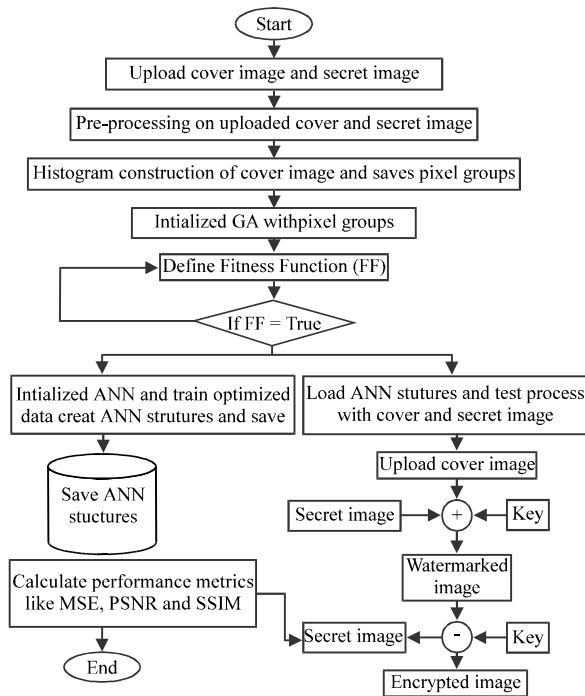 Start
Upload cover image and secret image
Pre-processing on uploaded cover and secret image
Histogram construction of cover image and saves pixel groups
Intialized GA withpixel groups
Define Fitness Function (FF)
If FF = True
Intialized ANN and train optimized
data creat ANN strutures and save
Load ANN stutures and test process
with cover and secret image
Save ANN
stuctures
Upload cover image
Secret image
+
Key
Watermarked
image
Calculate performance metrics
like MSE, PSNR and SSIM
Secret image
-
Key
End
Encrypted image